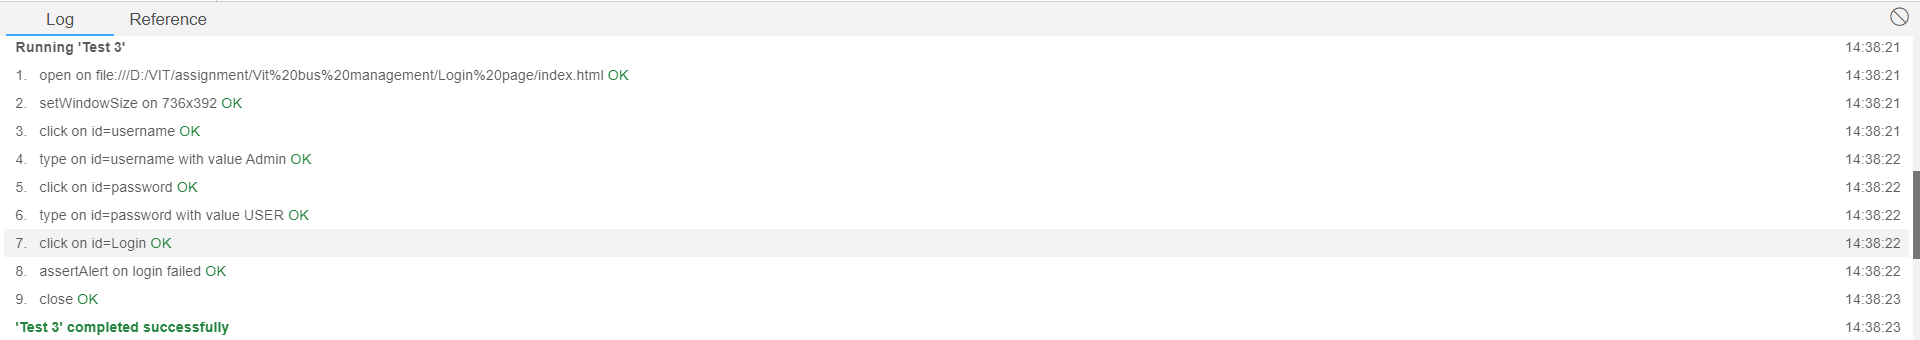 Log Reference
Running 'Test 3' 14:38:21
1. open on file:///D:/VIT/assignment/Vit%20bus%20management/Login%20page/index.html OK 14:38:21
2. setWindowSize on 736x392 OK 14:38:21
3. click on id=username OK 14:38:21
4. type on id=username with value Admin OK 14:38:22
5. click on id=password OK 14:38:22
6. type on id=password with value USER OK 14:38:22
7. click on id=Login OK 14:38:22
8. assertAlert on login failed OK 14:38:22
9. close OK 14:38:23
'Test 3' completed successfully 14:38:23